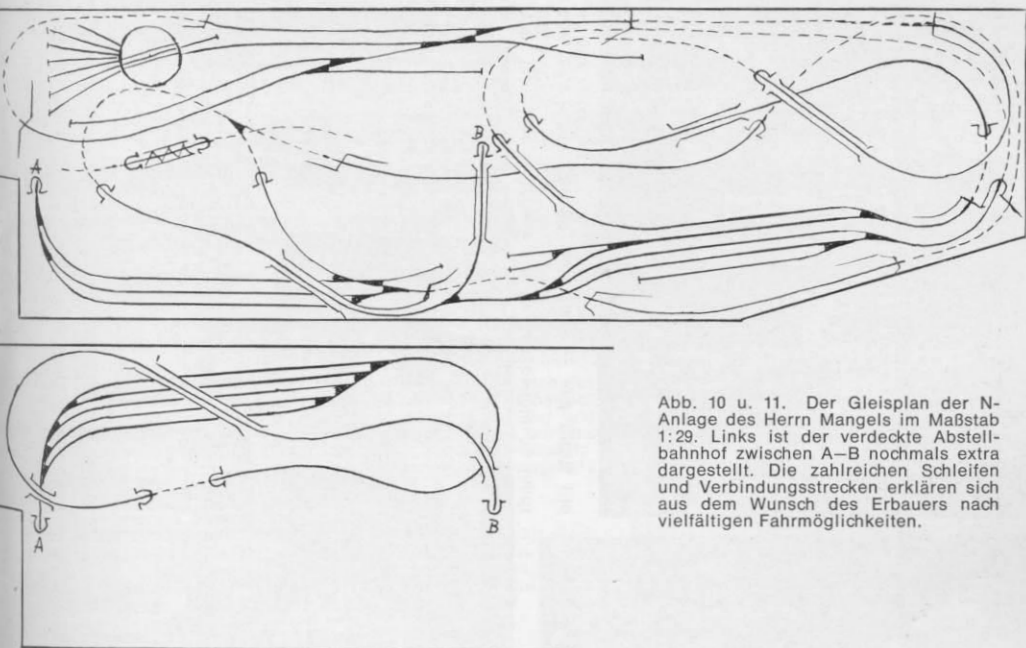 A
B
Abb. 10 u. 11. Der Gleisplan der N-
Anlage des Herrn Mangels im Maßstab
1:29. Links ist der verdeckte Abstell-
bahnhof zwischen A—B nochmals extra
dargestellt. Die zahlreichen Schleifen
und Verbindungsstrecken erklären sich
aus dem Wunsch des Erbauers nach
vielfältigen Fahrmöglichkeiten.
A
B